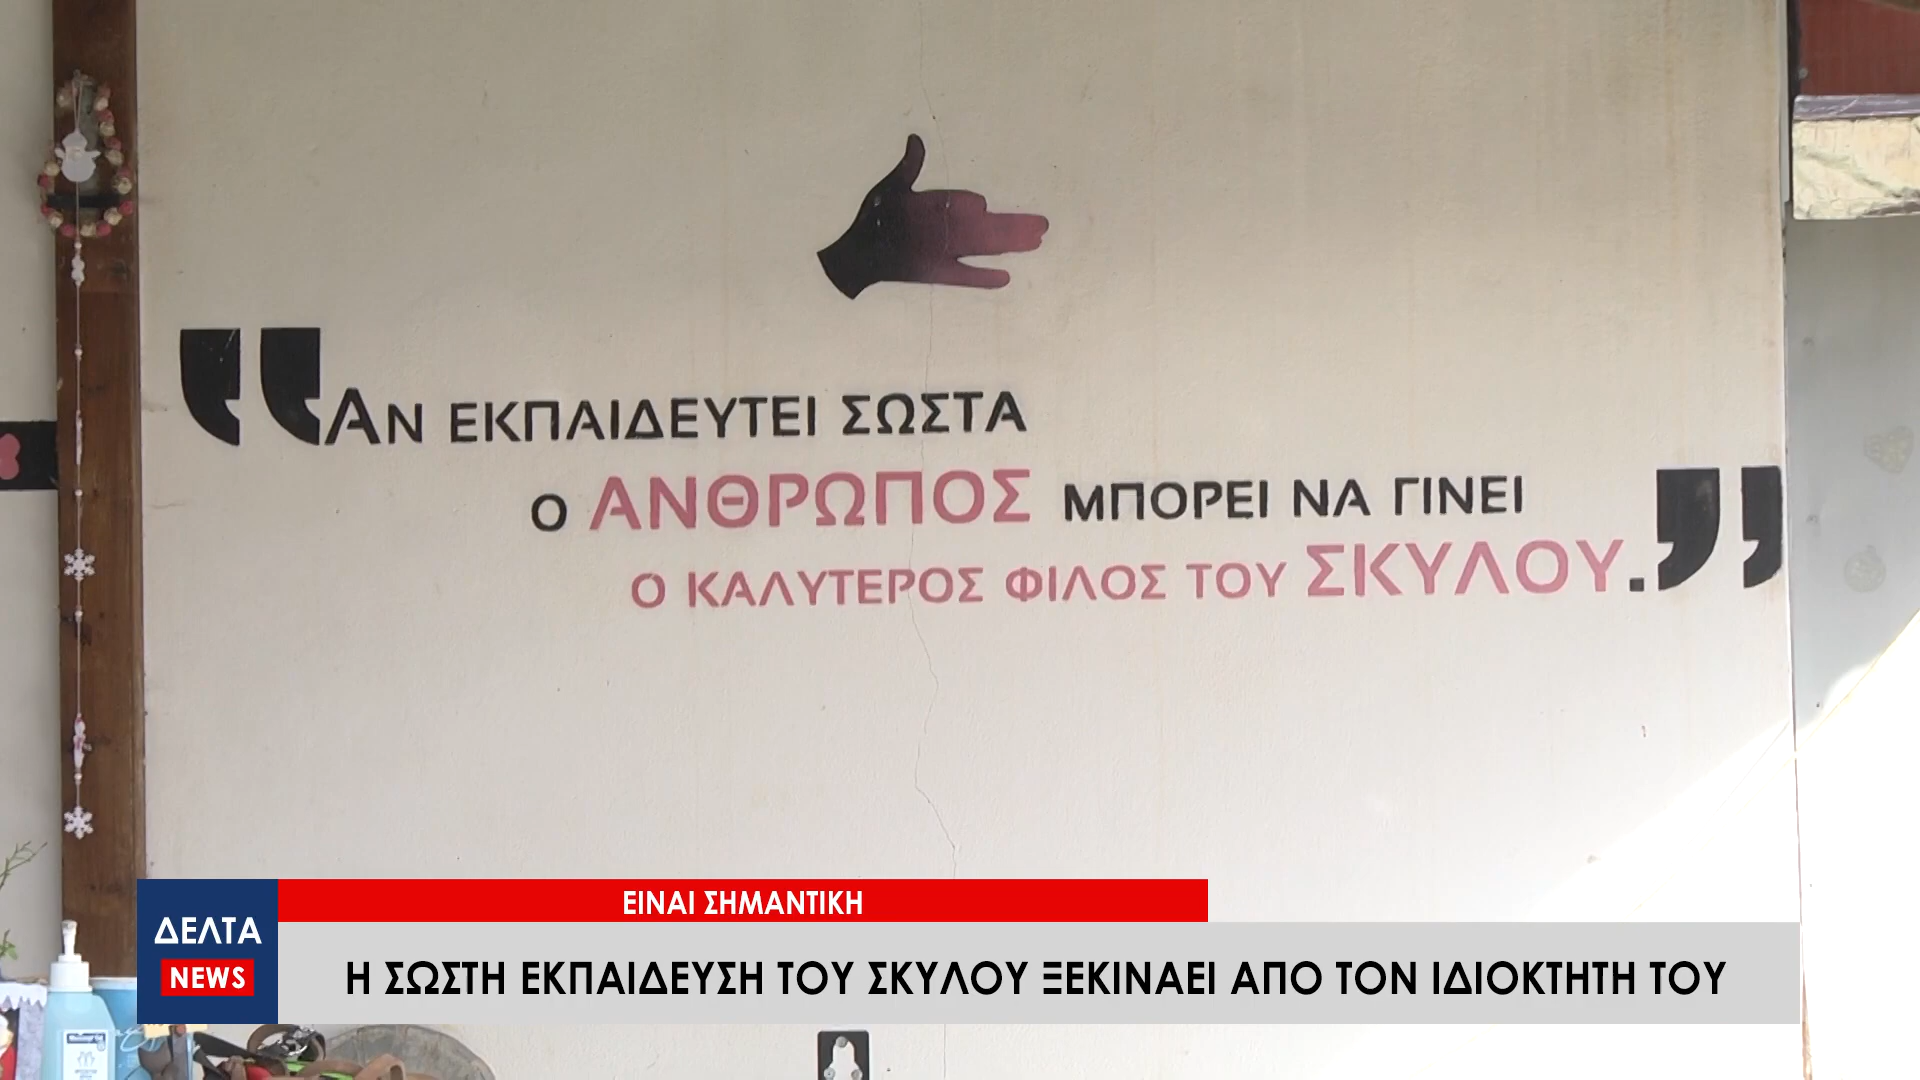 “Αν ΕΚΠΑΙΔΕΥΤΕΙ ΣΩΣΤΑ
Ο ΑΝΘΡΩΠΟΣ ΜΠΟΡΕΙ ΝΑ ΓΙΝΕΙ
Ο ΚΑΛΥΤΕΡΟΣ ΦΙΛΟΣ ΤΟΥ ΣΚΥΛΟΥ.”
ΕΙΝΑΙ ΣΗΜΑΝΤΙΚΗ
ΔΕΛΤΑ
NEWS
Η ΣΩΣΤΗ ΕΚΠΑΙΔΕΥΣΗ ΤΟΥ ΣΚΥΛΟΥ ΞΕΚΙΝΑΕΙ ΑΠΟ ΤΟΝ ΙΔΙΟΚΤΗΤΗ ΤΟΥ